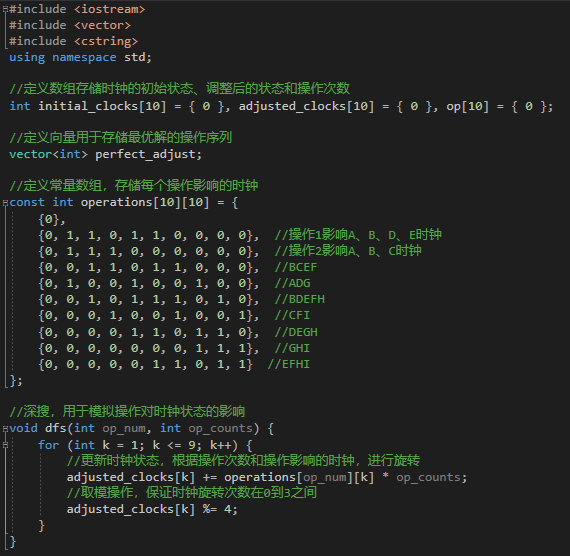 #include <iostream>
#include <vector>
#include <cstring>
using namespace std;
//定义数组存储时钟的初始状态、调整后的状态和操作次数
int initial_clocks[10] = { 0 }, adjusted_clocks[10] = { 0 }, op[10] = { 0 };
//定义向量用于存储最优解的操作序列
vector<int> perfect_adjust;
//定义常量数组，存储每个操作影响的时钟
const int operations[10][10] = {
{0},
{0, 1, 1, 0, 1, 1, 0, 0, 0, 0}, //操作1影响A、B、D、E时钟
{0, 1, 1, 1, 0, 0, 0, 0, 0, 0}, //操作2影响A、B、C时钟
{0, 0, 1, 1, 0, 1, 1, 0, 0, 0}, //BCEF
{0, 1, 0, 0, 1, 0, 0, 1, 0, 0}, //ADG
{0, 0, 1, 0, 1, 1, 1, 0, 1, 0}, //BDEFH
{0, 0, 0, 1, 0, 0, 1, 0, 0, 1}, //CFI
{0, 0, 0, 0, 1, 1, 0, 1, 1, 0}, //DEGH
{0, 0, 0, 0, 0, 0, 0, 1, 1, 1}, //GHI
{0, 0, 0, 0, 0, 1, 1, 0, 1, 1} //EFHI
};
//深搜，用于模拟操作对时钟状态的影响
void dfs(int op_num, int op_counts) {
for (int k = 1; k <= 9; k++) {
//更新时钟状态，根据操作次数和操作影响的时钟，进行旋转
adjusted_clocks[k] += operations[op_num][k] * op_counts;
//取模操作，保证时钟旋转次数在0到3之间
adjusted_clocks[k] %= 4;
}
}